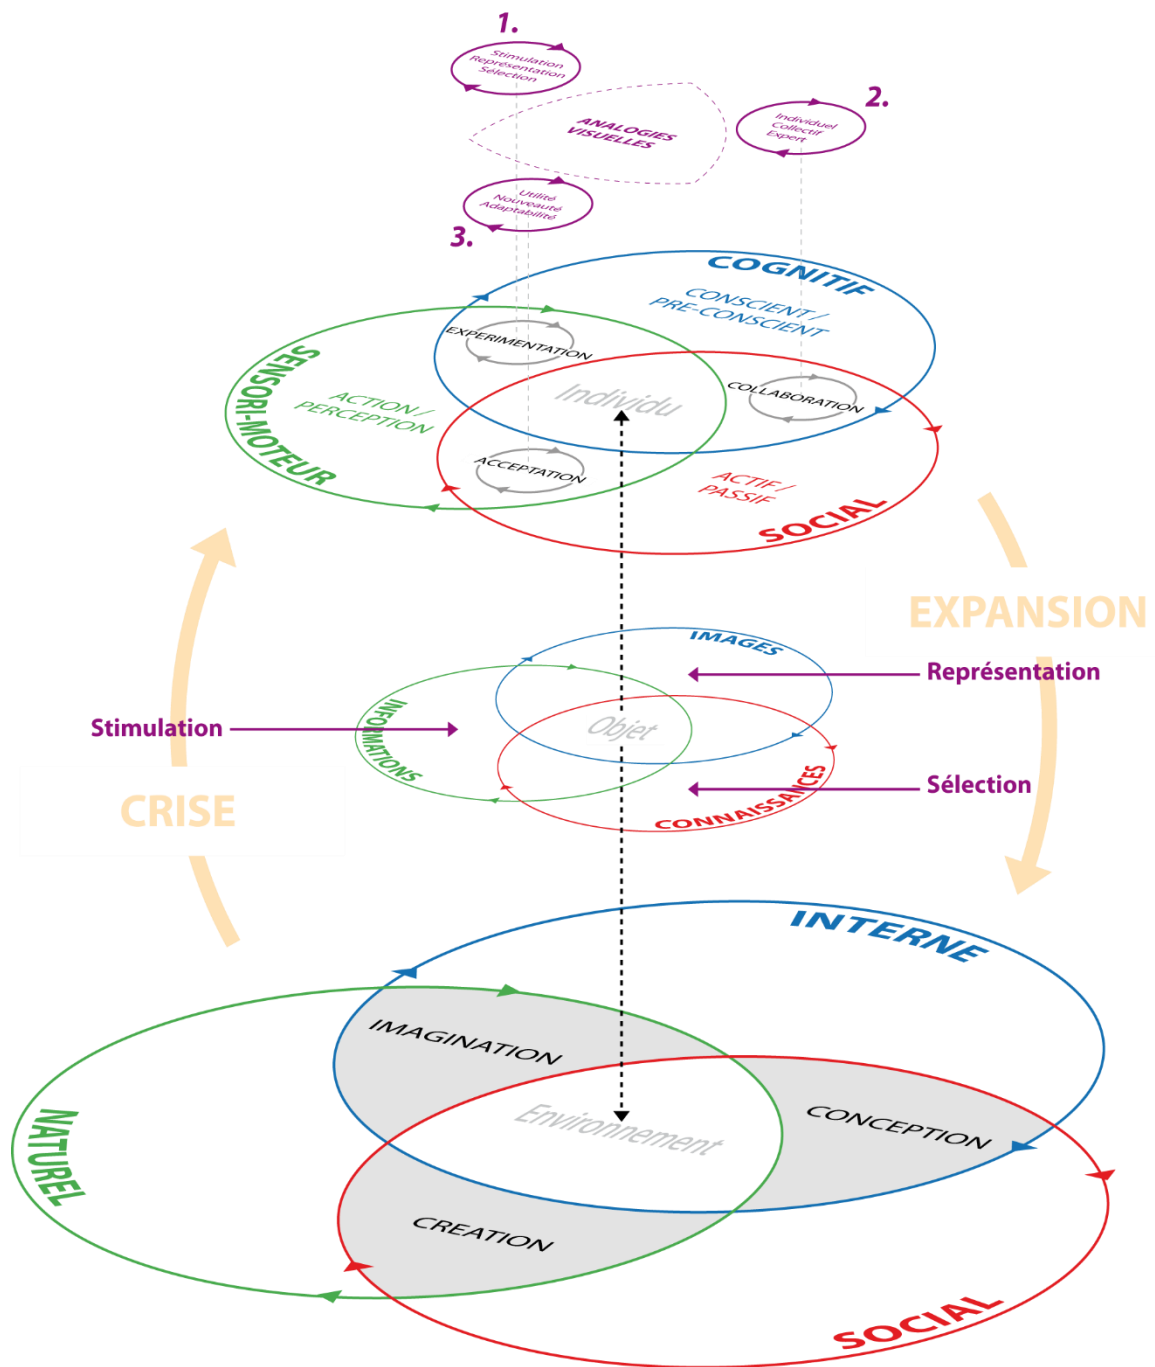 1.
Stimulation
Représentation
Sélection
2.
Individuel
Collectif
Expert
ANALOGIES
VISUELLES
Utilité
Nouveauté
Adaptabilité
3.
COGNITIF
CONSCIENT /
PRE-CONSCIENT
EXPERIMENTATION
SENSORI-MOTEUR
ACTION /
PERCEPTION
Individu
COLLABORATION
ACCEPTATION
ACTIF /
PASSIF
SOCIAL
EXPANSION
IMAGES
Représentation
Stimulation
INFORMATIONS
Objet
Sélection
CONNAISSANCES
CRISE
INTERNE
IMAGINATION
NATUREL
Environnement
CONCEPTION
CREATION
SOCIAL